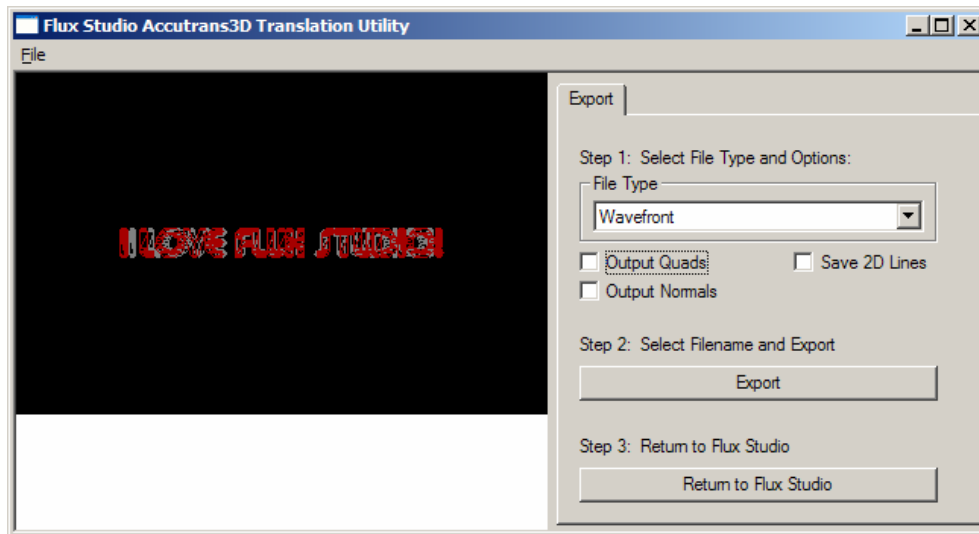 Flux Studio Accutrans3D Translation Utility
File
I LOVE FLUX STUDIO!
Export
Step 1: Select File Type and Options:
File Type
Wavefront
Output Quads
Save 2D Lines
Output Normals
Step 2: Select Filename and Export
Export
Step 3: Return to Flux Studio
Return to Flux Studio